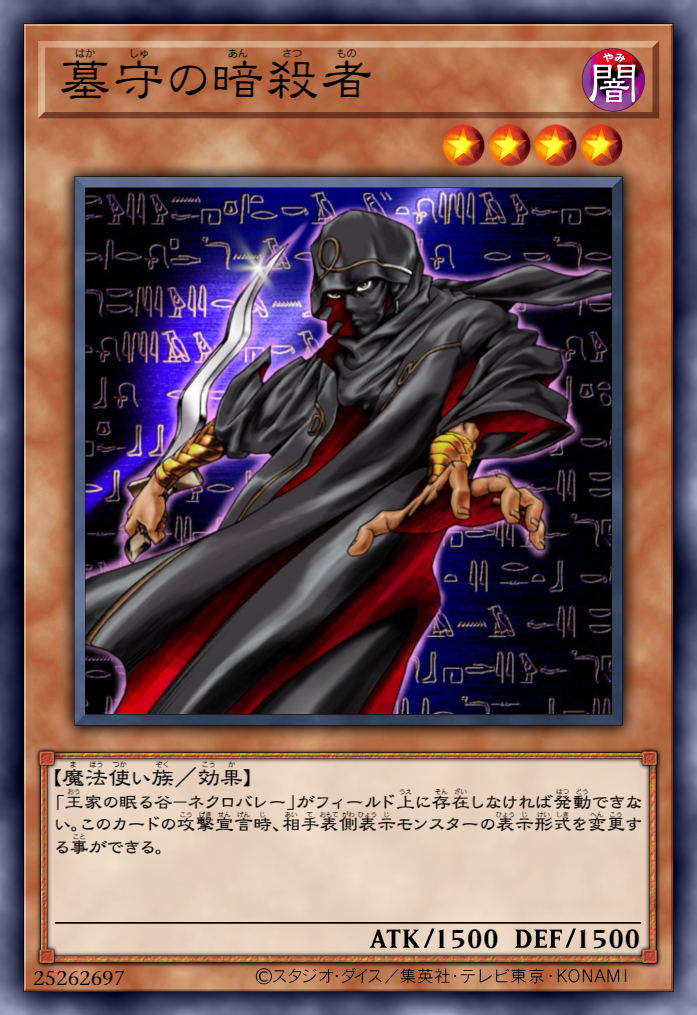 墓守の暗殺者
闇
【魔法使い族／効果】
「王家の眠る谷－ネクロバレー」がフィールド上に存在しなければ発動できな
い。このカードの攻撃宣言時、相手表側表示モンスターの表示形式を変更す
る事ができる。
ATK/1500 DEF/1500
25262697 ©スタジオ・ダイス／集英社・テレビ東京・KONAMI